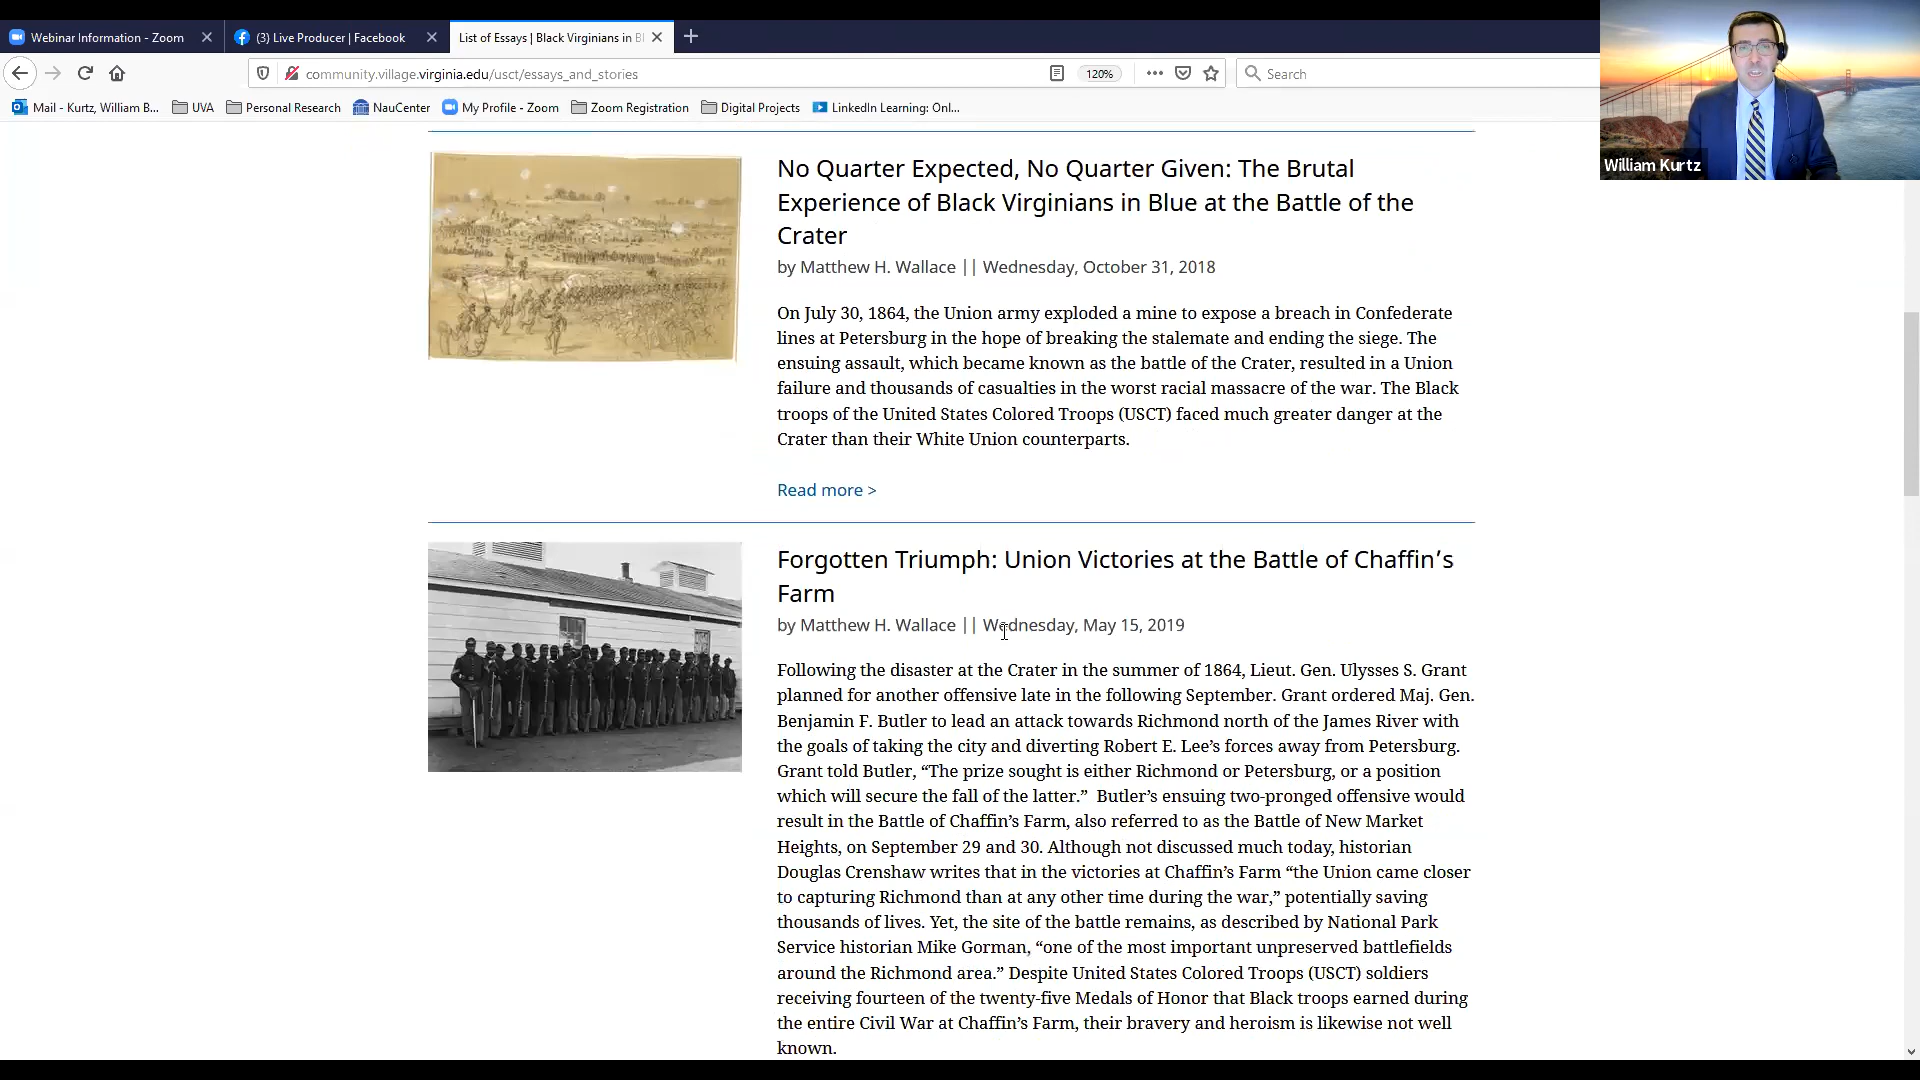 Webinar Information - Zoom
(3) Live Producer | Facebook
List of Essays | Black Virginians in Bl
community.village.virginia.edu/usct/essays_and_stories
120%
Search
Mail - Kurtz, William B...
UVA
Personal Research
NauCenter
My Profile - Zoom
Zoom Registration
Digital Projects
LinkedIn Learning: Onl...
William Kurtz
No Quarter Expected, No Quarter Given: The Brutal
Experience of Black Virginians in Blue at the Battle of the
Crater
by Matthew H. Wallace || Wednesday, October 31, 2018
On July 30, 1864, the Union army exploded a mine to expose a breach in Confederate
lines at Petersburg in the hope of breaking the stalemate and ending the siege. The
ensuing assault, which became known as the battle of the Crater, resulted in a Union
failure and thousands of casualties in the worst racial massacre of the war. The Black
troops of the United States Colored Troops (USCT) faced much greater danger at the
Crater than their White Union counterparts.
Read more >
Forgotten Triumph: Union Victories at the Battle of Chaffin’s
Farm
by Matthew H. Wallace || Wednesday, May 15, 2019
Following the disaster at the Crater in the summer of 1864, Lieut. Gen. Ulysses S. Grant
planned for another offensive late in the following September. Grant ordered Maj. Gen.
Benjamin F. Butler to lead an attack towards Richmond north of the James River with
the goals of taking the city and diverting Robert E. Lee’s forces away from Petersburg.
Grant told Butler, “The prize sought is either Richmond or Petersburg, or a position
which will secure the fall of the latter.” Butler’s ensuing two-pronged offensive would
result in the Battle of Chaffin’s Farm, also referred to as the Battle of New Market
Heights, on September 29 and 30. Although not discussed much today, historian
Douglas Crenshaw writes that in the victories at Chaffin’s Farm “the Union came closer
to capturing Richmond than at any other time during the war,” potentially saving
thousands of lives. Yet, the site of the battle remains, as described by National Park
Service historian Mike Gorman, “one of the most important unpreserved battlefields
around the Richmond area.” Despite United States Colored Troops (USCT) soldiers
receiving fourteen of the twenty-five Medals of Honor that Black troops earned during
the entire Civil War at Chaffin’s Farm, their bravery and heroism is likewise not well
known.